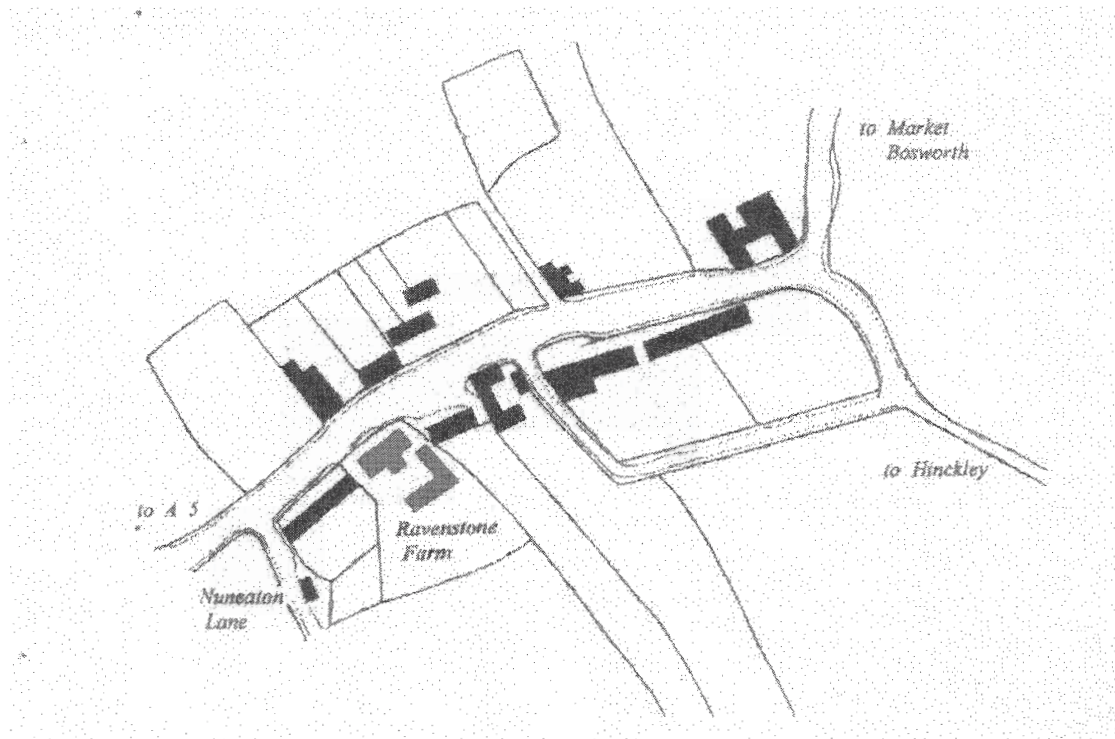 to Market
Bosworth
to Hinckley
to A 5
Ravenstone
Farm
Nuneaton
Lane